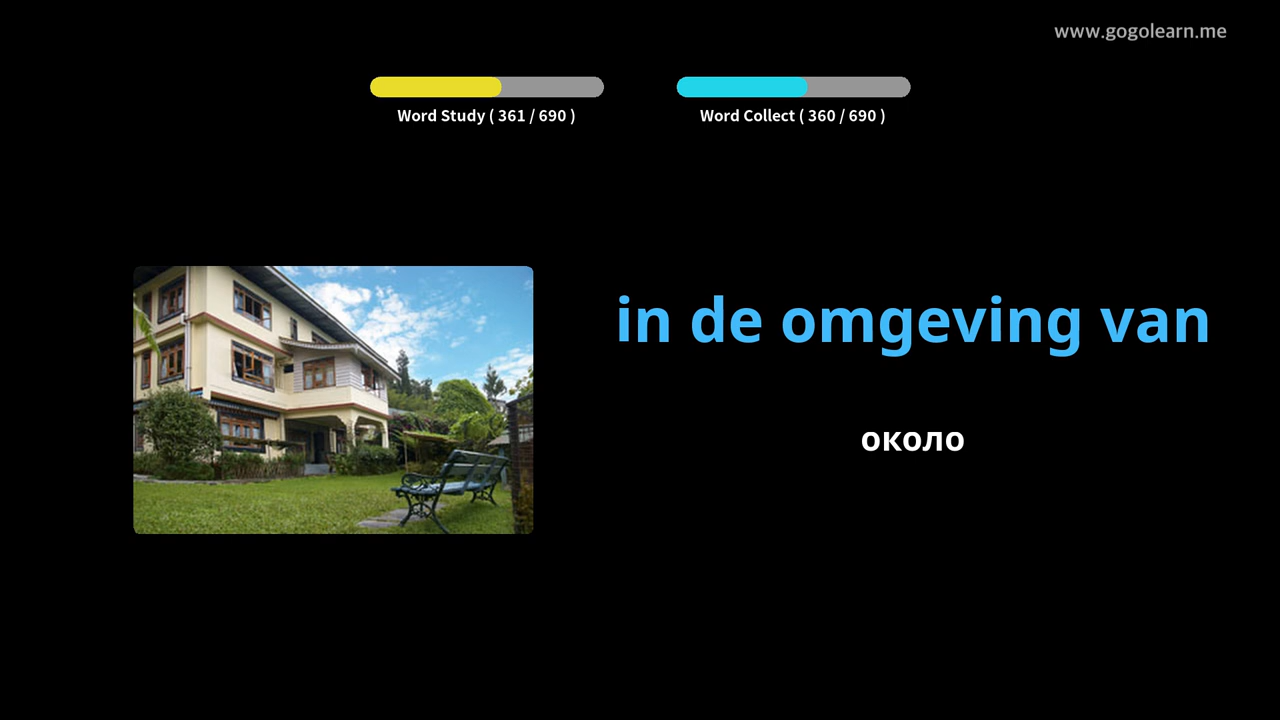 www.gogolearn.me
Word Study ( 361 / 690 )
Word Collect ( 360 / 690 )
in de omgeving van
около